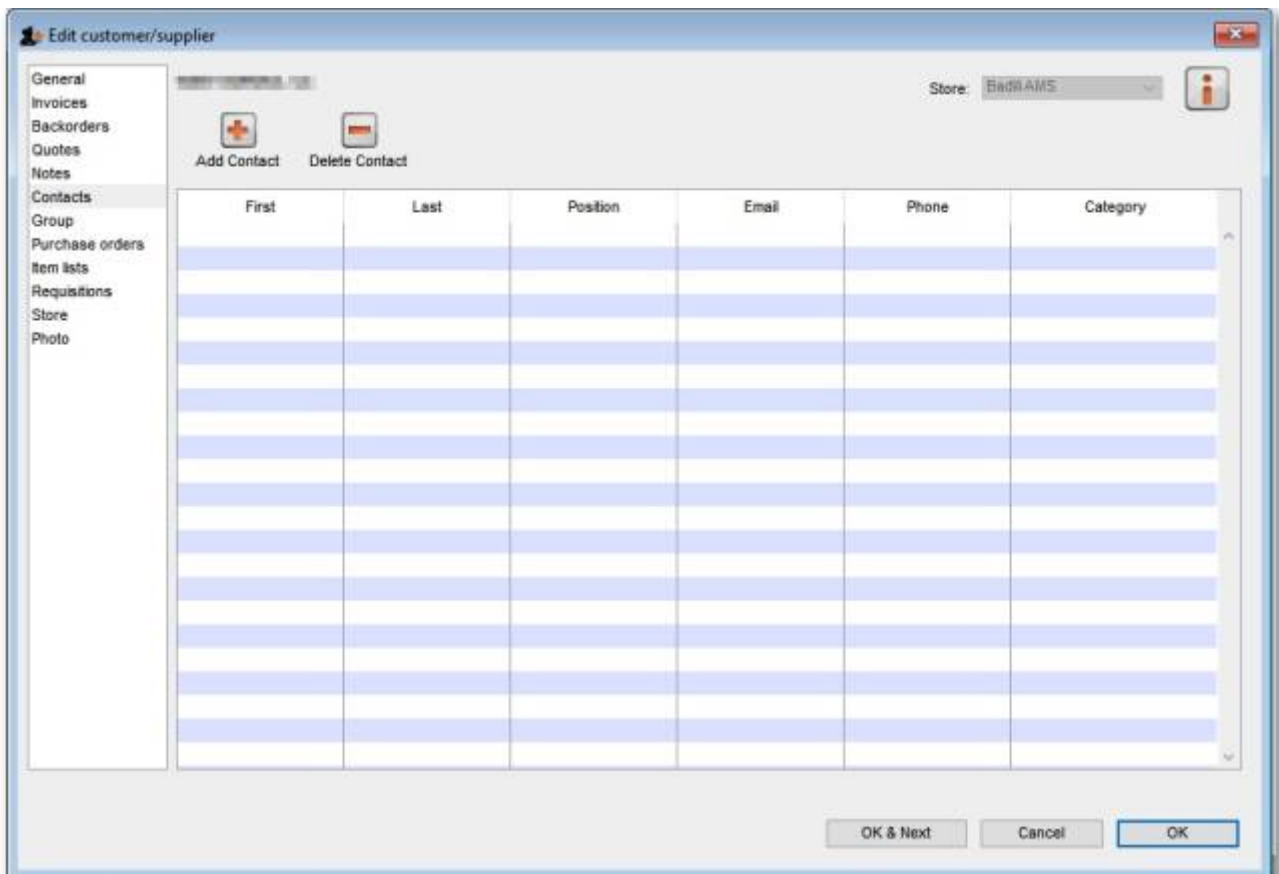 Edit customer/supplier
General
Invoices
Backorders
Quotes
Notes
Contacts
Group
Purchase orders
Item lists
Requisitions
Store
Photo
Store:
Add Contact
Delete Contact
First Last Position Email Phone Category
OK & Next Cancel OK